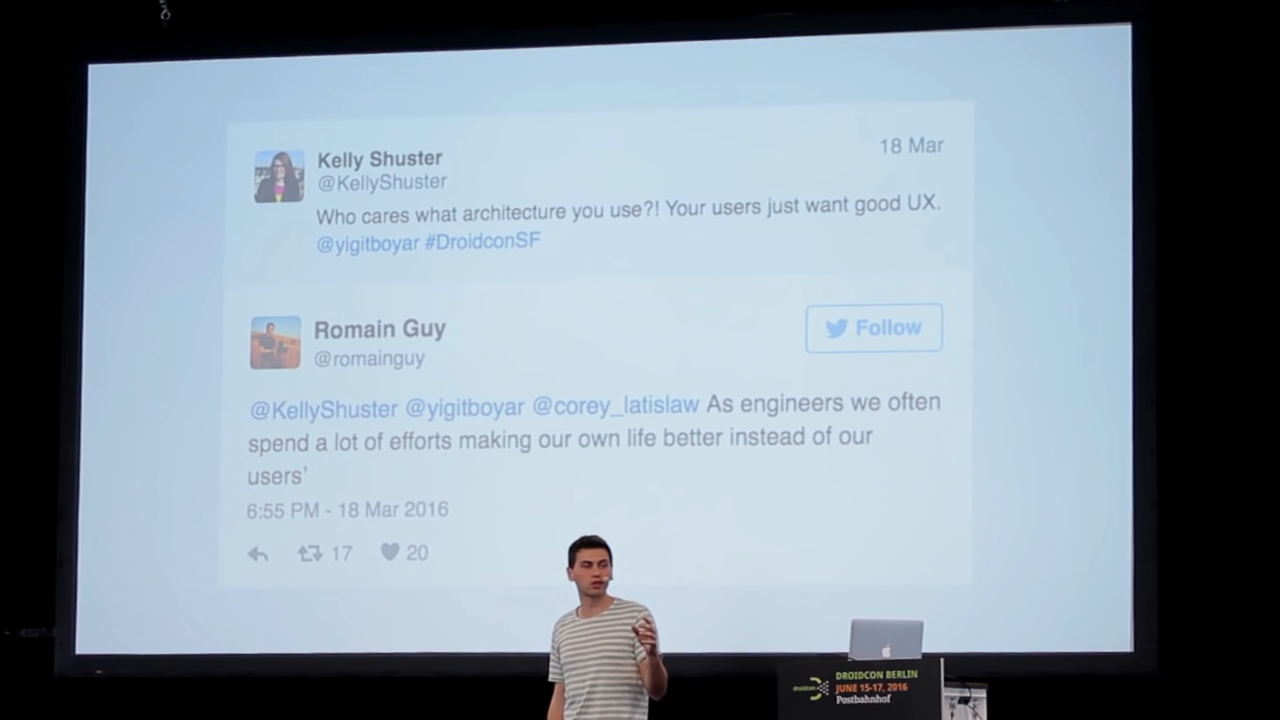 Kelly Shuster
18 Mar
@KellyShuster
Who cares what architecture you use?! Your users just want good UX.
@yigitboyar #DroidconSF
Romain Guy
Follow
@romainguy
@KellyShuster @yigitboyar @corey_latislaw As engineers we often
spend a lot of efforts making our own life better instead of our
users'
6:55 PM - 18 Mar 2016
17 20
droidcon
DROIDCON BERLIN
JUNE 15-17, 2016
Postbahnhof